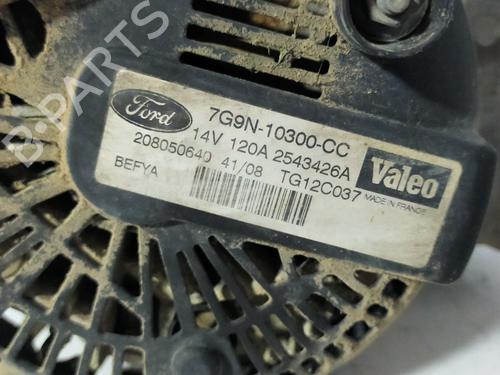 B-PARTS
Ford
7G9N-10300-CC
14V 120A 2543426A
208050640 41/08 TG12C037
BEFYA
Valeo
MADE IN FRANCE